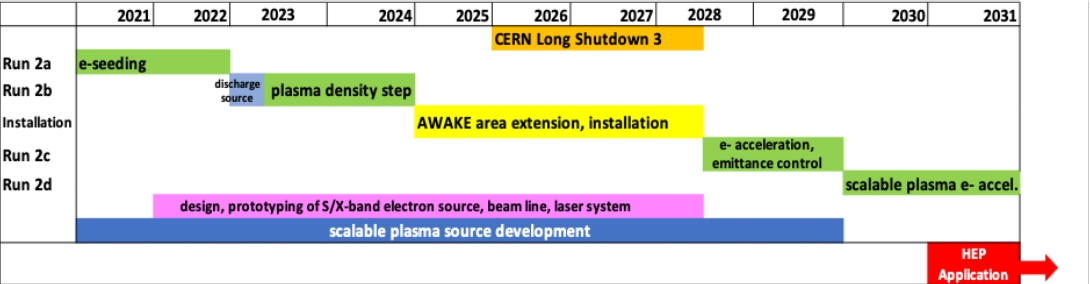 2021 2022 2023 2024 2025 2026 2027 2028 2029 2030 2031
CERN Long Shutdown 3
Run 2a e-seeding
Run 2b discharge source plasma density step
Installation AWAKE area extension, installation
Run 2c e- acceleration, emittance control
Run 2d scalable plasma e- accel.
design, prototyping of S/X-band electron source, beam line, laser system
scalable plasma source development
HEP
Application